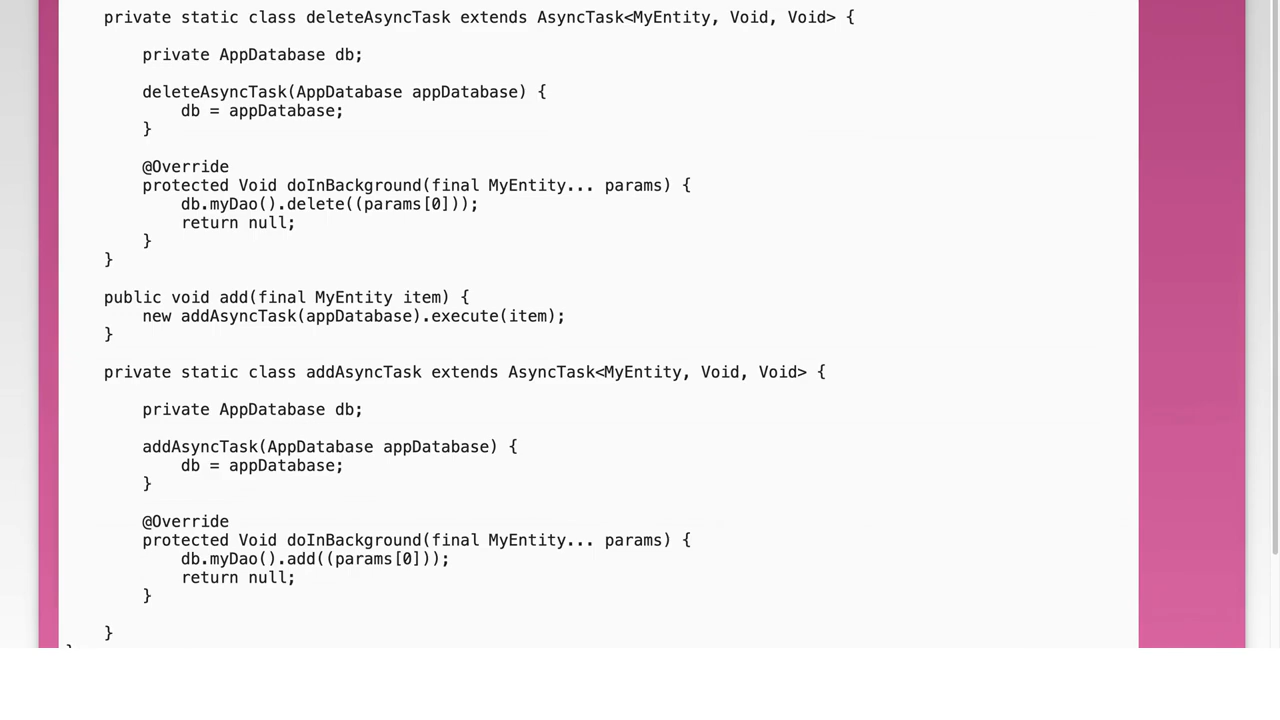 private static class deleteAsyncTask extends AsyncTask<MyEntity, Void, Void> {
private AppDatabase db;
deleteAsyncTask(AppDatabase appDatabase) {
db = appDatabase;
}
@Override
protected Void doInBackground(final MyEntity... params) {
db.myDao().delete((params[0]));
return null;
}
}
public void add(final MyEntity item) {
new addAsyncTask(appDatabase).execute(item);
}
private static class addAsyncTask extends AsyncTask<MyEntity, Void, Void> {
private AppDatabase db;
addAsyncTask(AppDatabase appDatabase) {
db = appDatabase;
}
@Override
protected Void doInBackground(final MyEntity... params) {
db.myDao().add((params[0]));
return null;
}
}